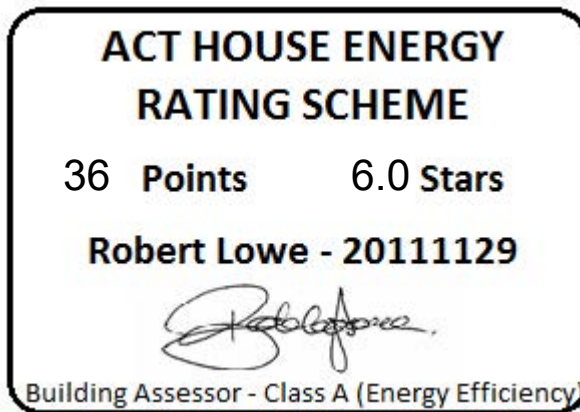 ACT HOUSE ENERGY
RATING SCHEME
36 Points 6.0 Stars
Robert Lowe - 20111129
Building Assessor - Class A (Energy Efficiency)